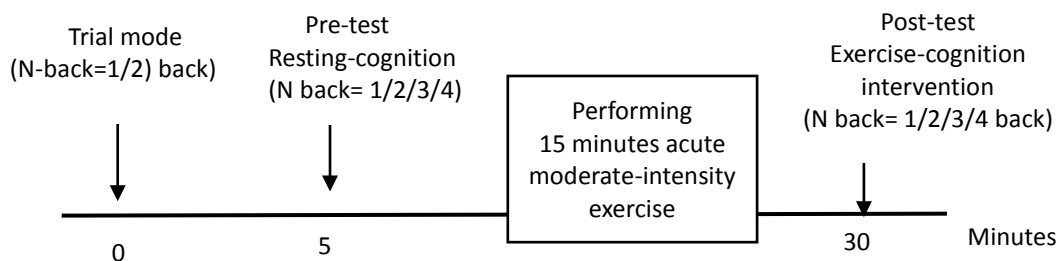 Trial mode
(N-back=1/2) back)
Pre-test
Resting-cognition
(N back= 1/2/3/4)
Performing
15 minutes acute
moderate-intensity
exercise
Post-test
Exercise-cognition
intervention
(N back= 1/2/3/4 back)
0
5
30
Minutes